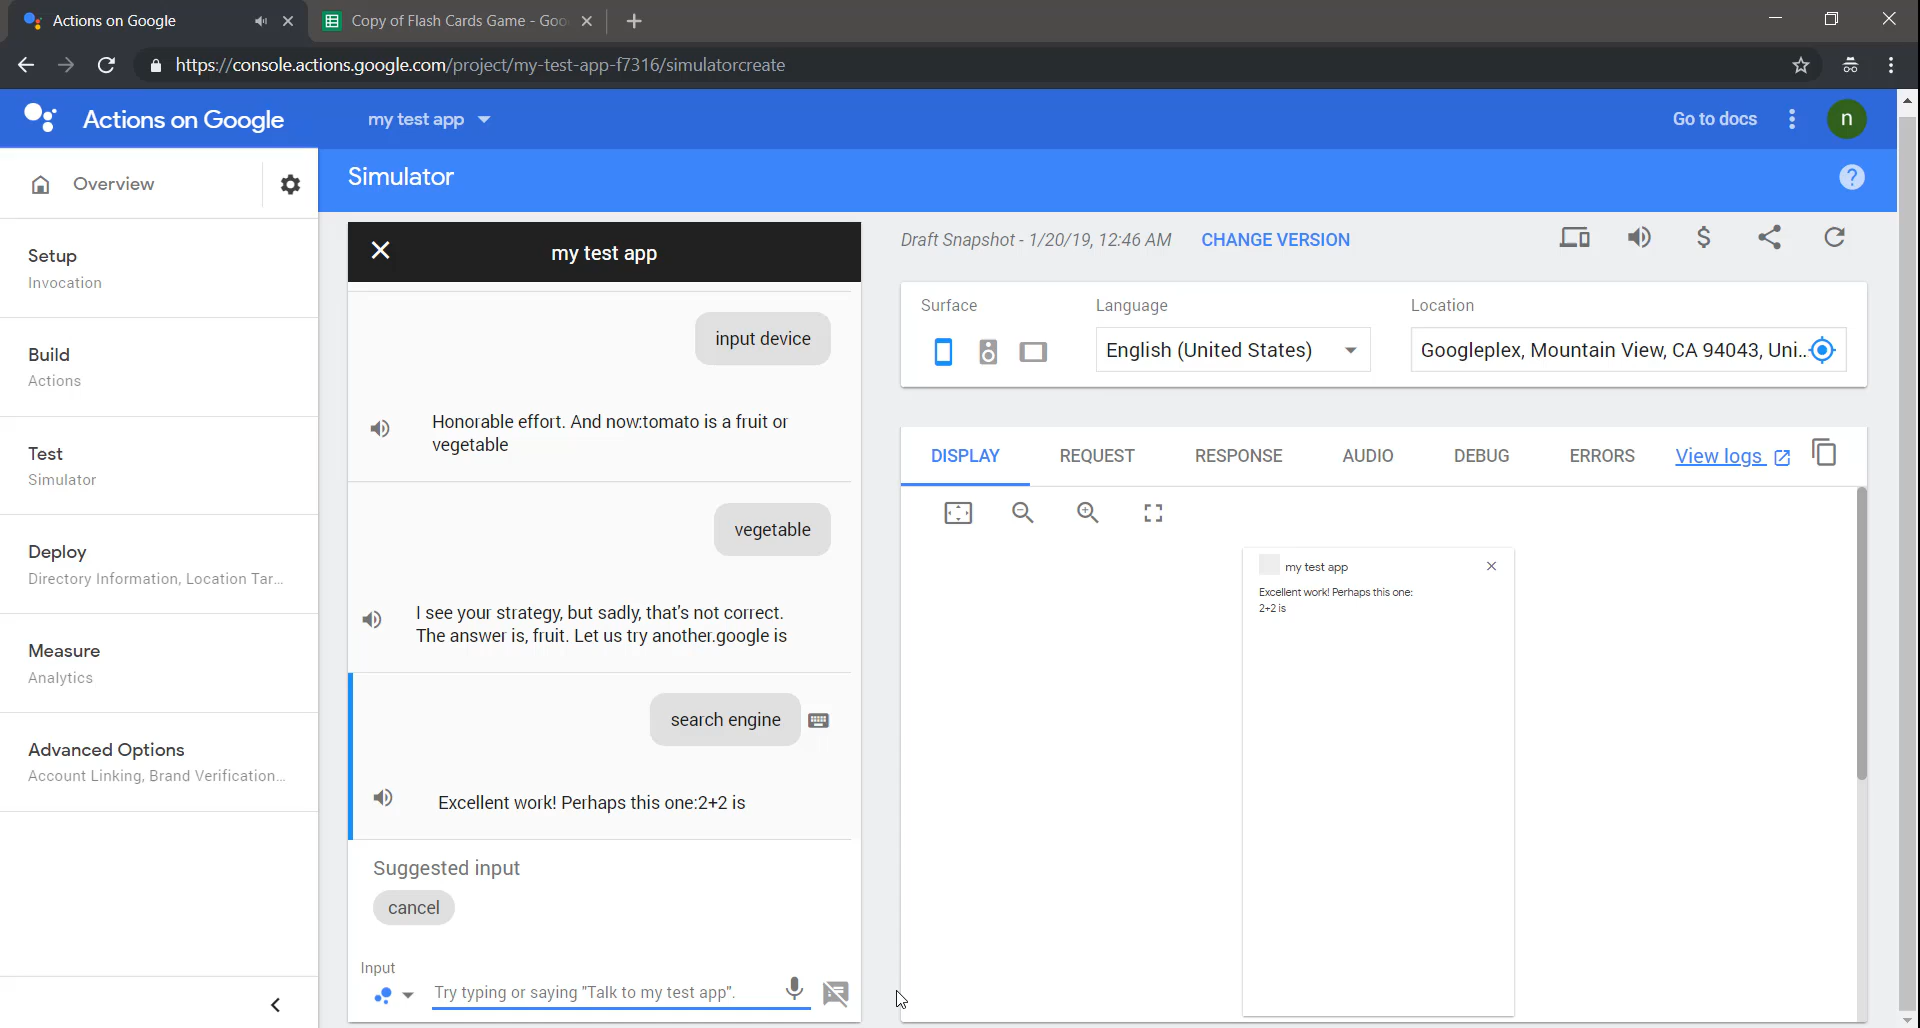 Actions on Google
Copy of Flash Cards Game - Goo
https://console.actions.google.com/project/my-test-app-f7316/simulatorcreate
Actions on Google
my test app
Go to docs
n
Overview
Simulator
?
Setup
Invocation
Build
Actions
Test
Simulator
Deploy
Directory Information, Location Tar...
Measure
Analytics
Advanced Options
Account Linking, Brand Verification...
my test app
input device
Honorable effort. And now:tomato is a fruit or
vegetable
vegetable
I see your strategy, but sadly, that's not correct.
The answer is, fruit. Let us try another.google is
search engine
Excellent work! Perhaps this one:2+2 is
Suggested input
cancel
Input
Try typing or saying "Talk to my test app".
Draft Snapshot - 1/20/19, 12:46 AM
CHANGE VERSION
$
Surface
Language
Location
English (United States)
Googleplex, Mountain View, CA 94043, Uni...
DISPLAY
REQUEST
RESPONSE
AUDIO
DEBUG
ERRORS
View logs
my test app
Excellent work! Perhaps this one:
2+2 is